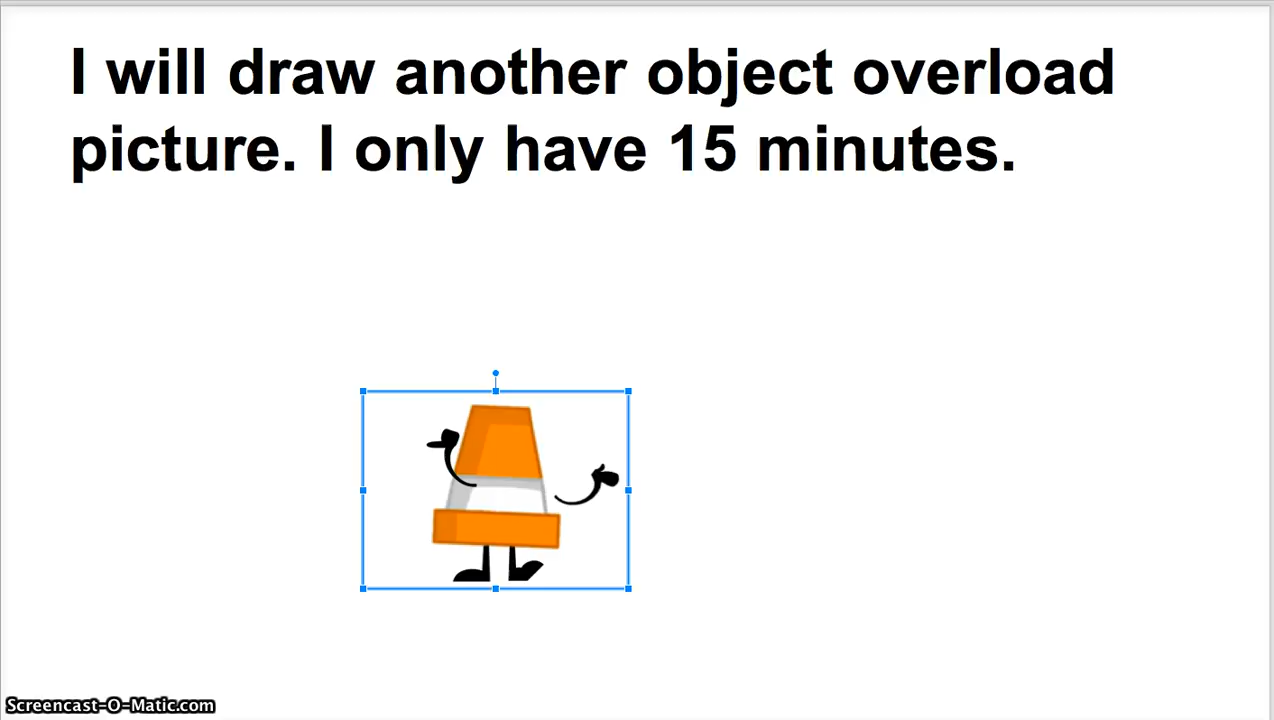 I will draw another object overload
picture. I only have 15 minutes.
Screencast-O-Matic.com